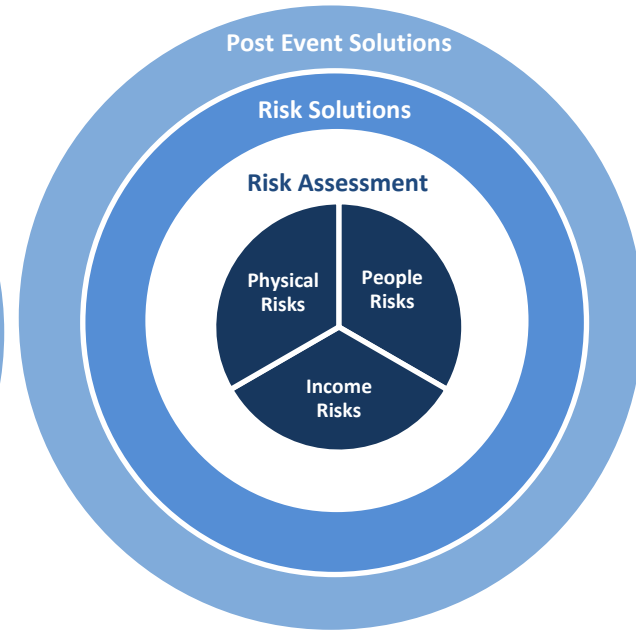 Post Event Solutions
Risk Solutions
Risk Assessment
Physical
Risks
People
Risks
Income
Risks